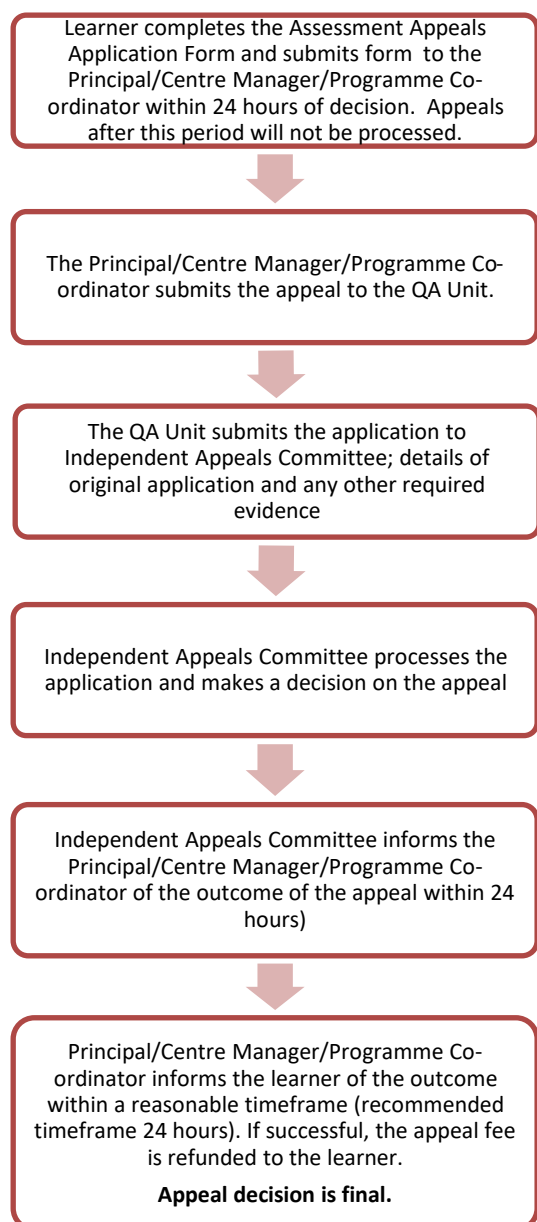 Learner completes the Assessment Appeals
Application Form and submits form  to the
Principal/Centre Manager/Programme Co-
ordinator within 24 hours of decision.  Appeals
after this period will not be processed.
The Principal/Centre Manager/Programme Co-
ordinator submits the appeal to the QA Unit.
The QA Unit submits the application to
Independent Appeals Committee; details of
original application and any other required
evidence
Independent Appeals Committee processes the
application and makes a decision on the appeal
Independent Appeals Committee informs the
Principal/Centre Manager/Programme Co-
ordinator of the outcome of the appeal within 24
hours)
Principal/Centre Manager/Programme Co-
ordinator informs the learner of the outcome
within a reasonable timeframe (recommended
timeframe 24 hours). If successful, the appeal fee
is refunded to the learner.
Appeal decision is final.